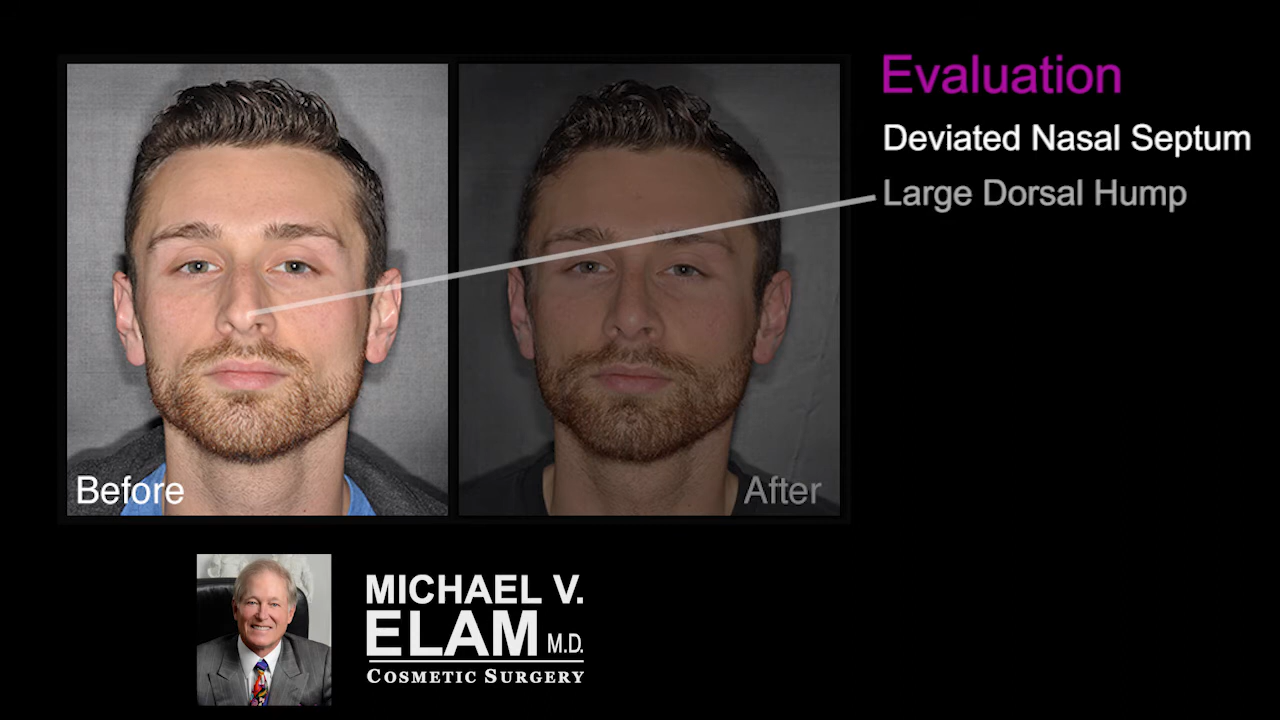 Evaluation
Deviated Nasal Septum
Large Dorsal Hump
Before
After
MICHAEL V.
ELAM M.D.
COSMETIC SURGERY